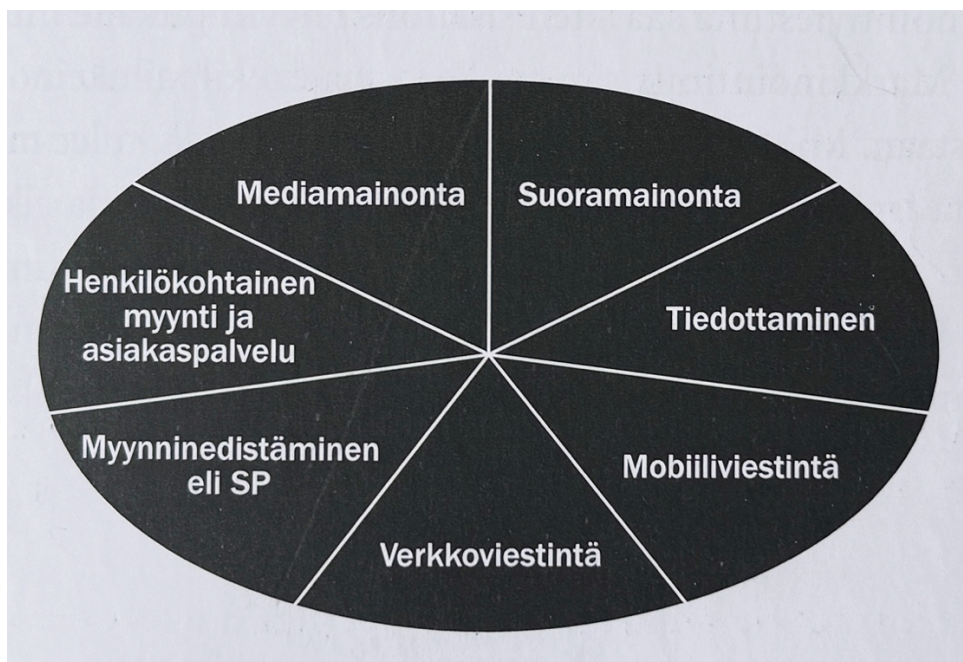 Mediamainonta
Suoramainonta
Henkilökohtainen
myynti ja
asiakaspalvelu
Tiedottaminen
Myynninedistäminen
eli SP
Mobiiliviestintä
Verkkoviestintä